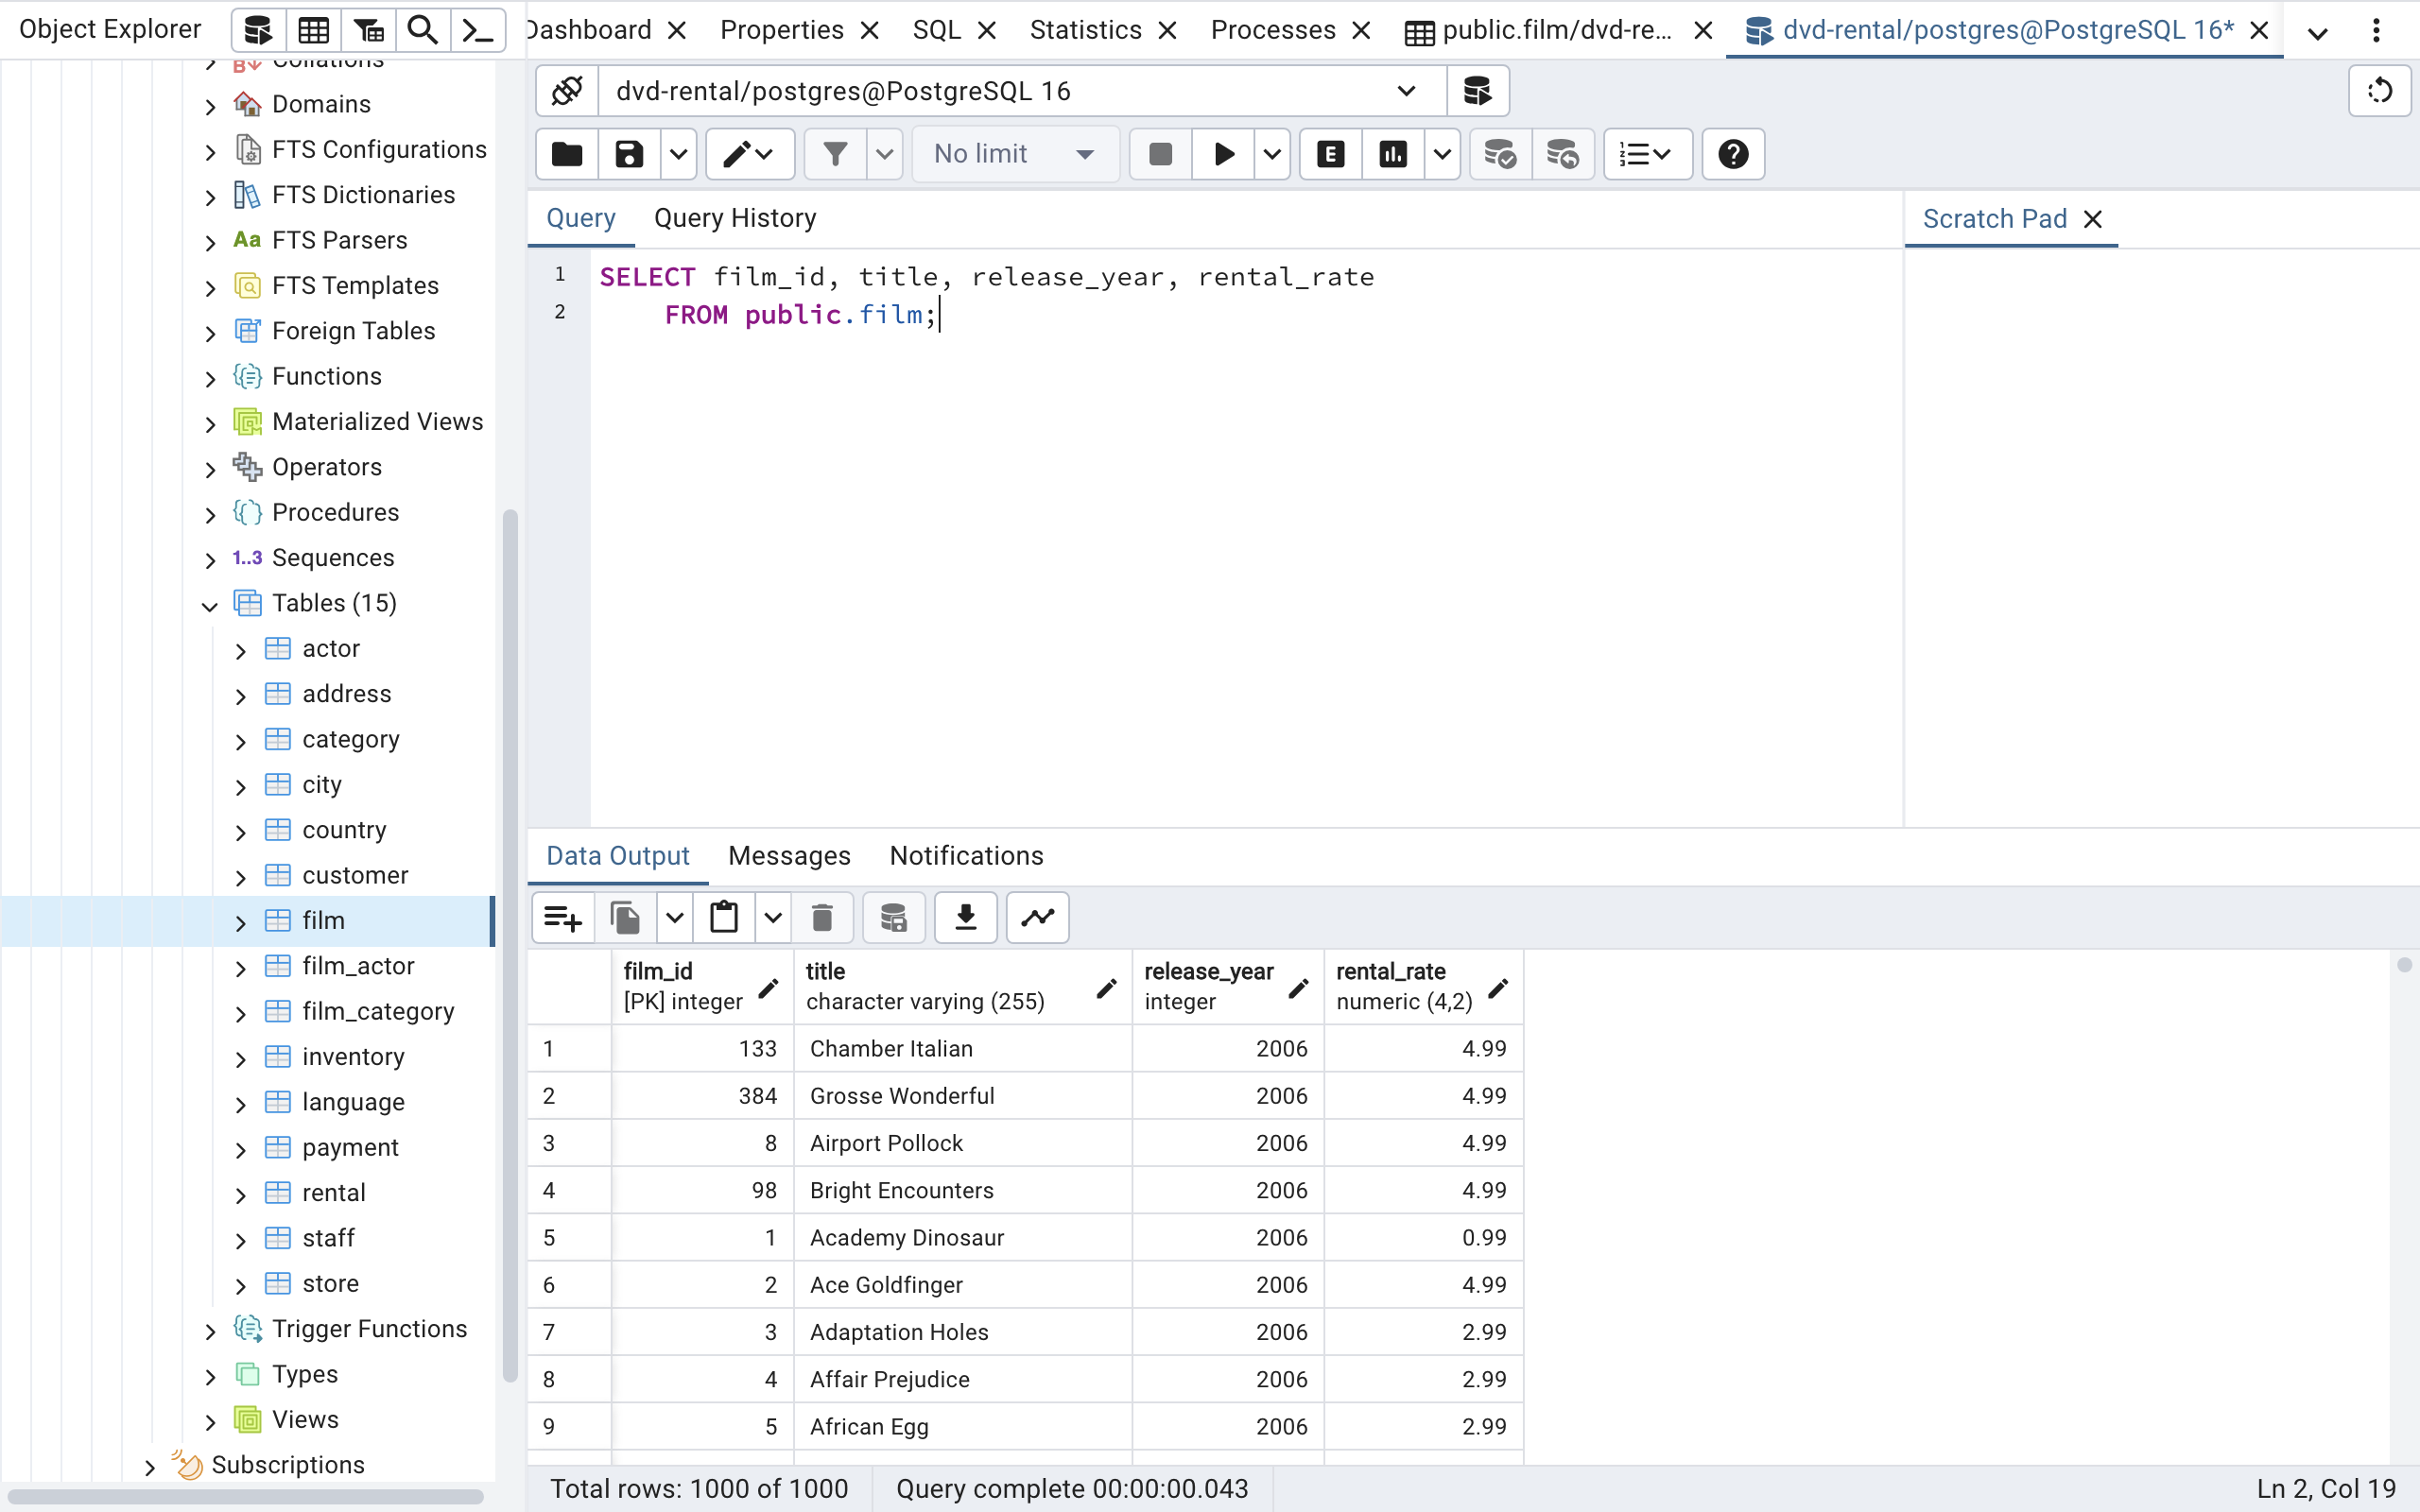 Object Explorer
Dashboard
Properties
SQL
Statistics
Processes
public.film/dvd-re...
dvd-rental/postgres@PostgreSQL 16*
Collations
Domains
FTS Configurations
FTS Dictionaries
Aa FTS Parsers
FTS Templates
Foreign Tables
Functions
Materialized Views
Operators
Procedures
1..3 Sequences
Tables (15)
actor
address
category
city
country
customer
film
film_actor
film_category
inventory
language
payment
rental
staff
store
Trigger Functions
Types
Views
Subscriptions
dvd-rental/postgres@PostgreSQL 16
No limit
E
Query
Query History
Scratch Pad
1 SELECT film_id, title, release_year, rental_rate
2 FROM public.film;
Data Output
Messages
Notifications
film_id title release_year rental_rate
[PK] integer character varying (255) integer numeric (4,2)
1 133 Chamber Italian 2006 4.99
2 384 Grosse Wonderful 2006 4.99
3 8 Airport Pollock 2006 4.99
4 98 Bright Encounters 2006 4.99
5 1 Academy Dinosaur 2006 0.99
6 2 Ace Goldfinger 2006 4.99
7 3 Adaptation Holes 2006 2.99
8 4 Affair Prejudice 2006 2.99
9 5 African Egg 2006 2.99
Total rows: 1000 of 1000
Query complete 00:00:00.043
Ln 2, Col 19